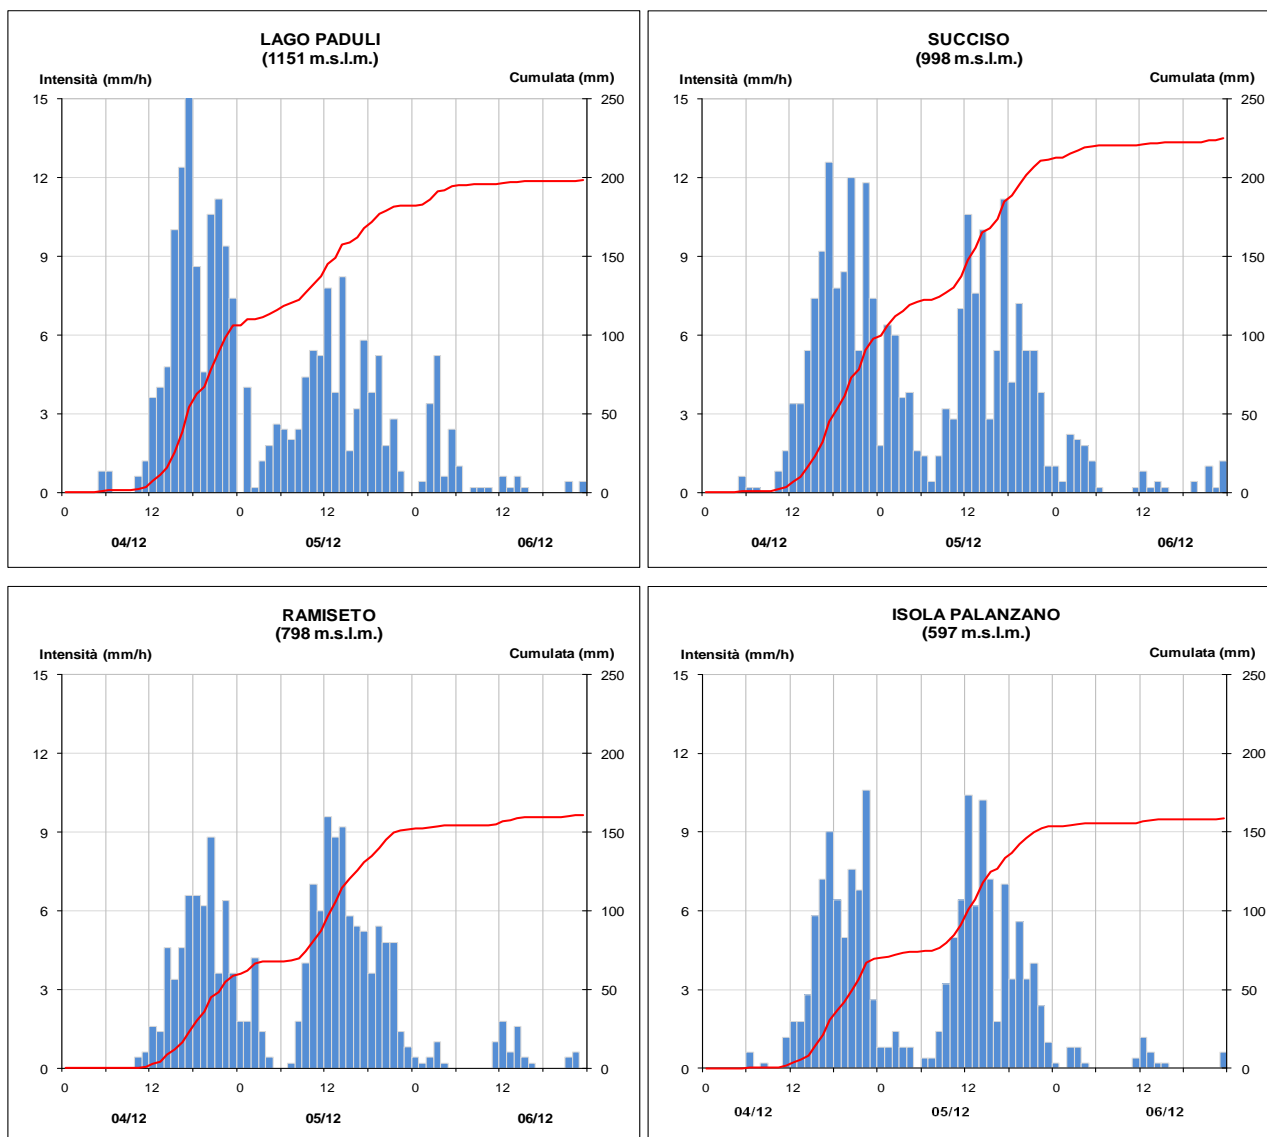 LAGO PADULI
(1151 m.s.l.m.)
Intensità (mm/h) Cumulata (mm)
15 250
12 200
9 150
6 100
3 50
0 0
0 12 0 12 0 12
04/12 05/12 06/12
SUCCISO
(998 m.s.l.m.)
Intensità (mm/h) Cumulata (mm)
15 250
12 200
9 150
6 100
3 50
0 0
0 12 0 12 0 12
04/12 05/12 06/12
RAMISETO
(798 m.s.l.m.)
Intensità (mm/h) Cumulata (mm)
15 250
12 200
9 150
6 100
3 50
0 0
0 12 0 12 0 12
04/12 05/12 06/12
ISOLA PALANZANO
(597 m.s.l.m.)
Intensità (mm/h) Cumulata (mm)
15 250
12 200
9 150
6 100
3 50
0 0
0 12 0 12 0 12
04/12 05/12 06/12